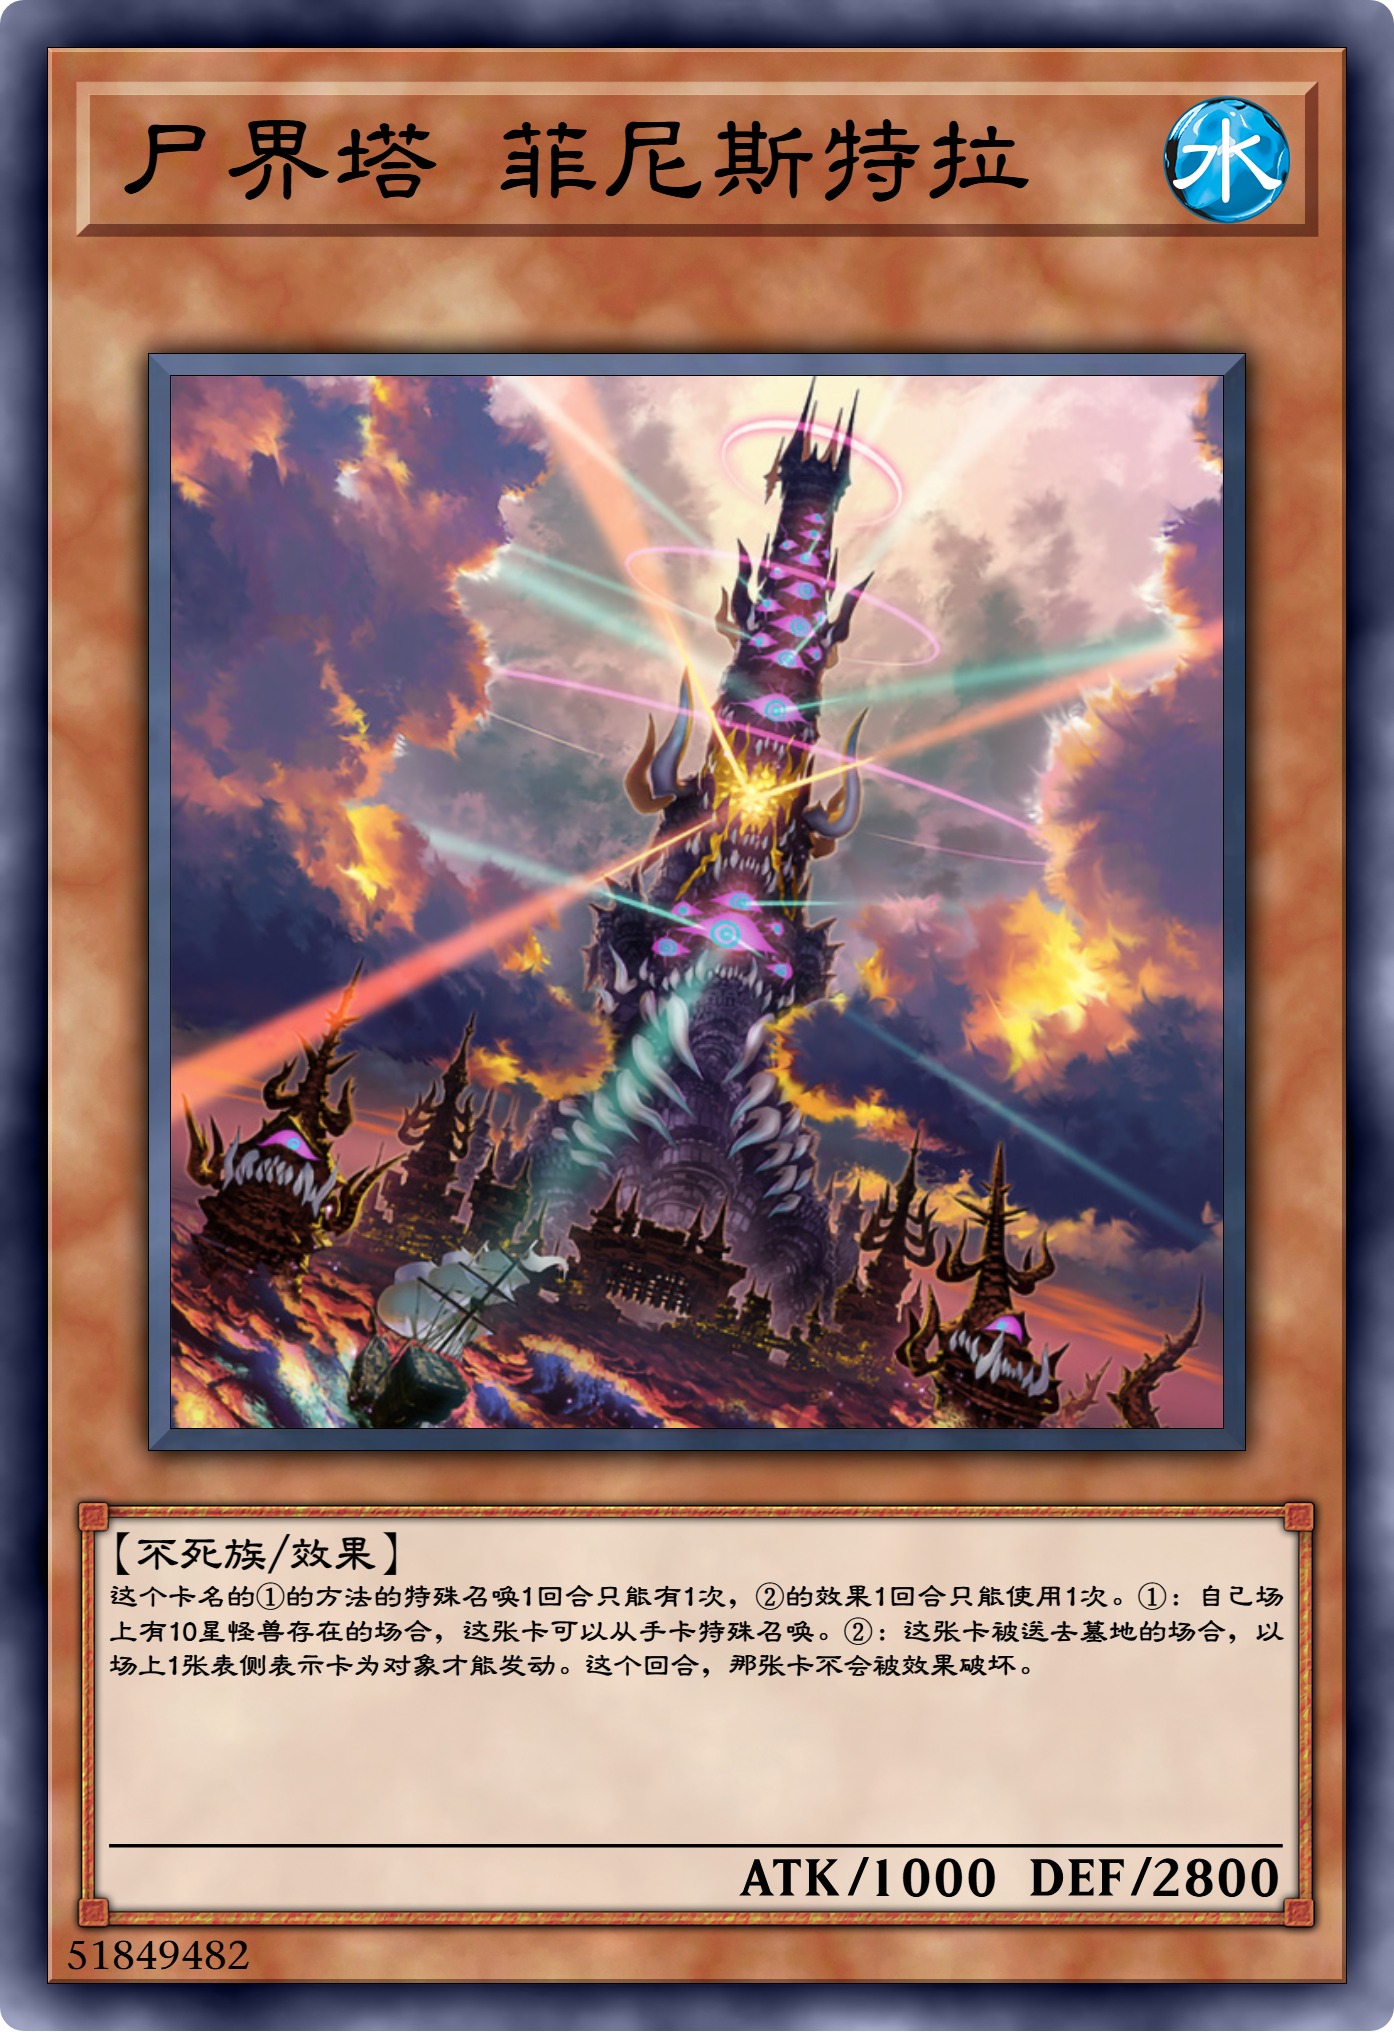 尸界塔 菲尼斯特拉
水
【不死族/效果】
这个卡名的①的方法的特殊召唤1回合只能有1次，②的效果1回合只能使用1次。①：自己场
上有10星怪兽存在的场合，这张卡可以从手卡特殊召唤。②：这张卡被送去墓地的场合，以
场上1张表侧表示卡为对象才能发动。这个回合，那张卡不会被效果破坏。
ATK/1000 DEF/2800
51849482